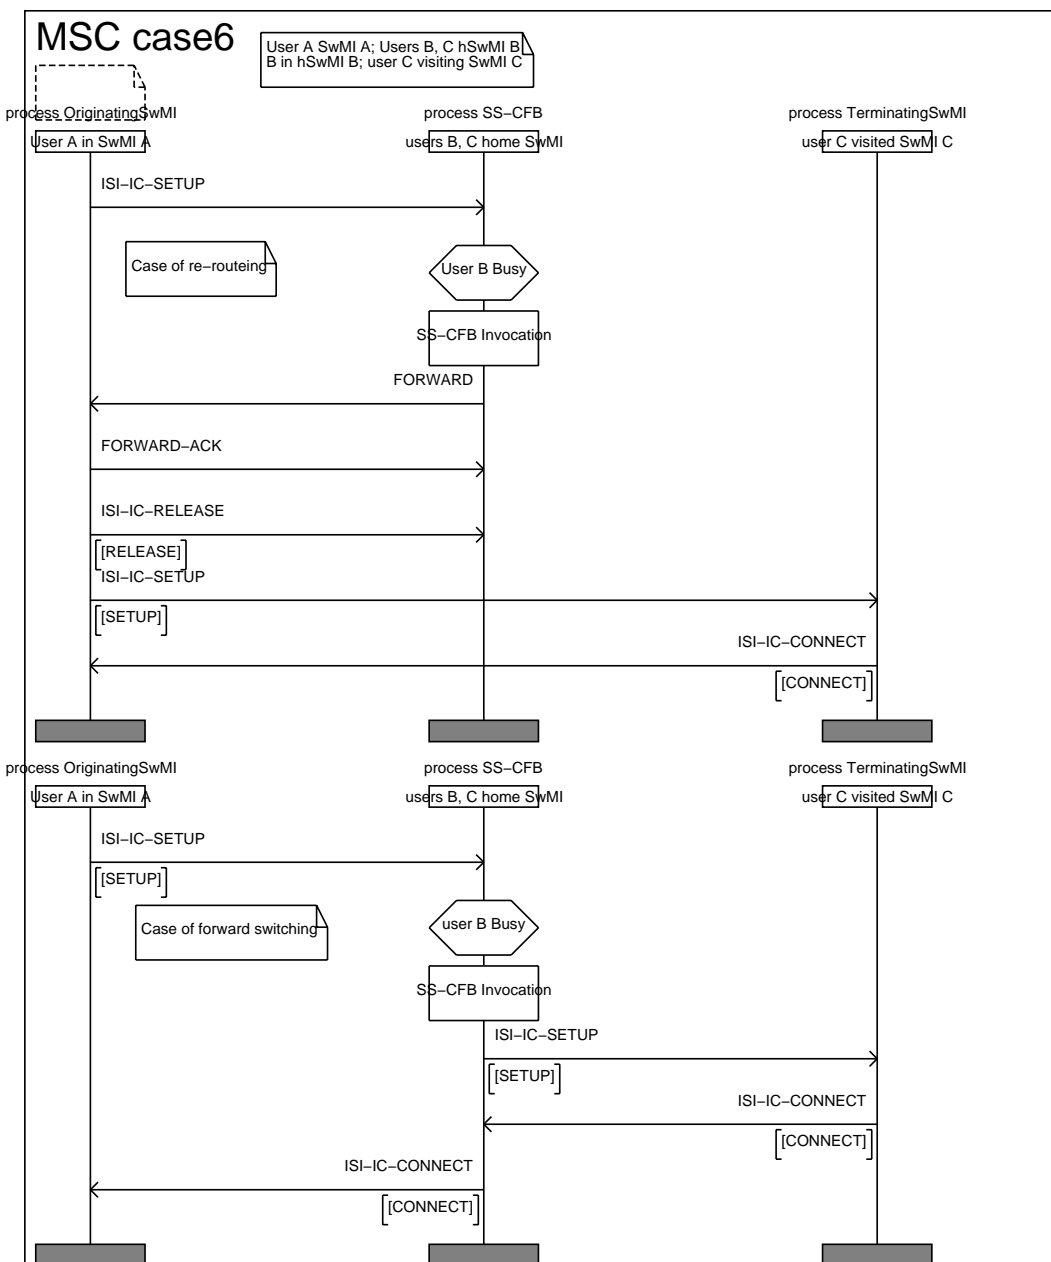 MSC case6
User A SwMI A; Users B, C hSwMI B
B in hSwMI B; user C visiting SwMI C
process OriginatingSwMI
process SS−CFB
process TerminatingSwMI
User A in SwMI A
users B, C home SwMI
user C visited SwMI C
ISI−IC−SETUP
Case of re−routeing
User B Busy
SS−CFB Invocation
FORWARD
FORWARD−ACK
ISI−IC−RELEASE
[RELEASE]
ISI−IC−SETUP
[SETUP]
ISI−IC−CONNECT
[CONNECT]
process OriginatingSwMI
process SS−CFB
process TerminatingSwMI
User A in SwMI A
users B, C home SwMI
user C visited SwMI C
ISI−IC−SETUP
[SETUP]
Case of forward switching
user B Busy
SS−CFB Invocation
ISI−IC−SETUP
[SETUP]
ISI−IC−CONNECT
[CONNECT]
ISI−IC−CONNECT
[CONNECT]